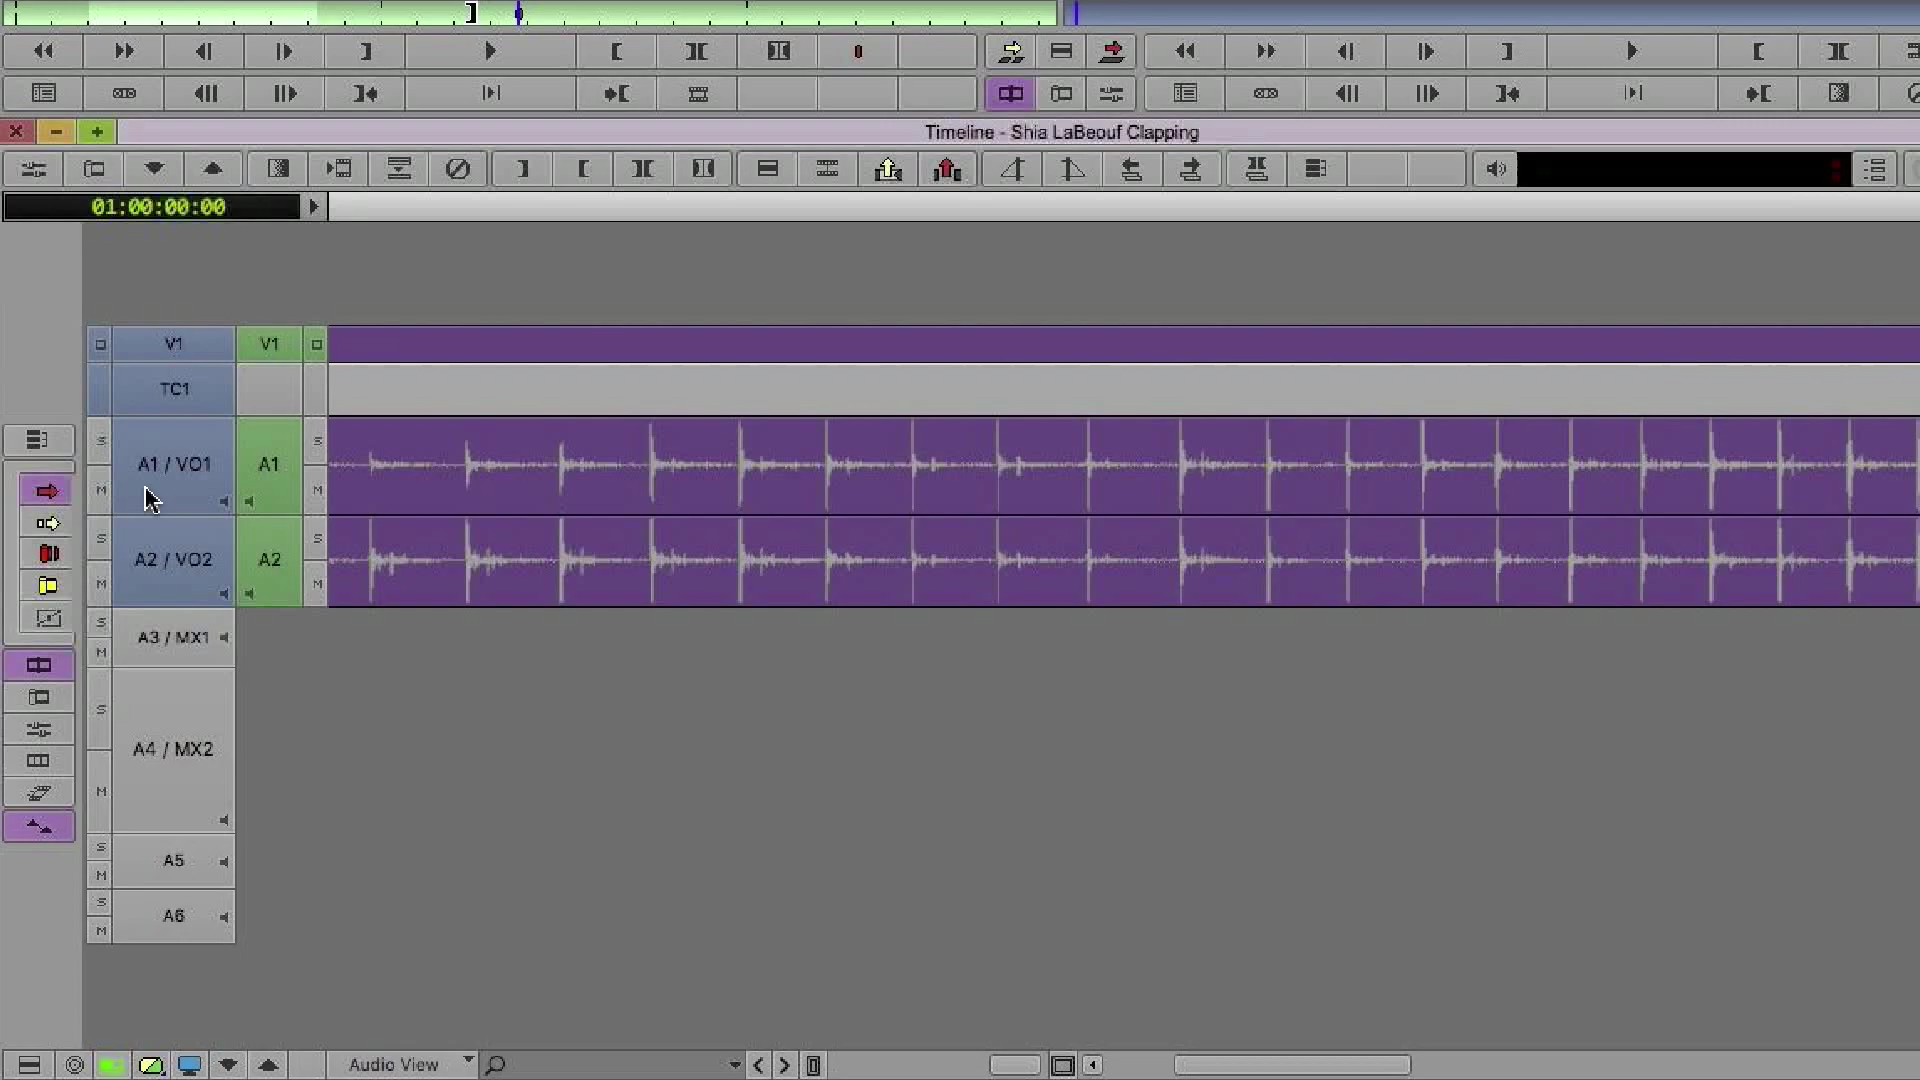 Timeline - Shia LaBeouf Clapping
01:00:00:00
V1 V1
TC1
S A1 / VO1 A1 S
M M
S A2 / VO2 A2 S
M M
S A3 / MX1
M
S
A4 / MX2
M
S A5
M
S A6
M
Audio View